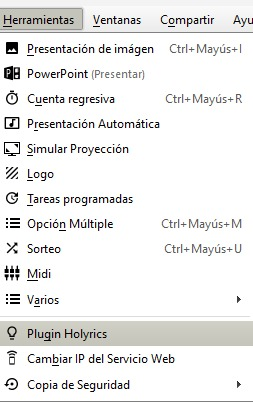 Herramientas Ventanas Compartir Ayu
Presentación de imágen Ctrl+Mayús+I
PowerPoint (Presentar)
Cuenta regresiva Ctrl+Mayús+R
Presentación Automática
Simular Proyección
Logo
Tareas programadas
Opción Múltiple Ctrl+Mayús+M
Sorteo Ctrl+Mayús+U
Midi
Varios
Plugin Holyrics
Cambiar IP del Servicio Web
Copia de Seguridad